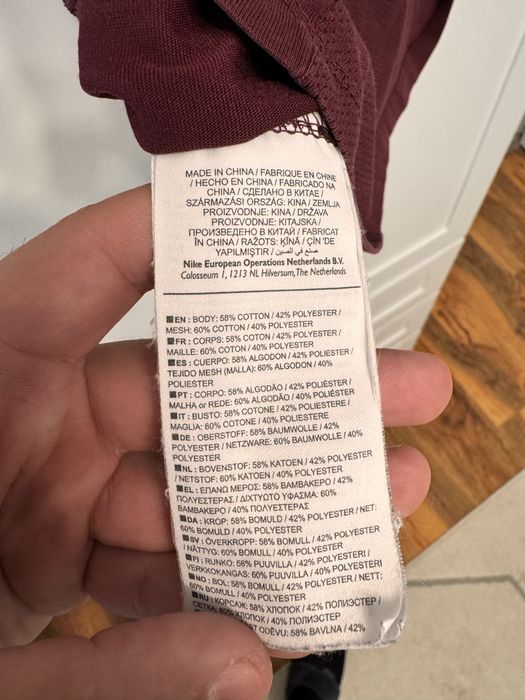 MADE IN CHINA / FABRIQUE EN CHINE
/ HECHO EN CHINA / FABRICADO NA
CHINA / СДЕЛАНО В КИТАЕ /
SZÁRMAZÁSI ORSZÁG: KINA / ZEMLJA
PROIZVODNJE: KINA / DRŽAVA
PROIZVODNJE: KITAJSKA /
ПРОИЗВЕДЕНО В КИТАЙ / FABRICAT
ÎN CHINA / RAŽOTS: ĶĪNĀ / ÇİN'DE
YAPILMIŞTIR / صنع في الصين
Nike European Operations Netherlands B.V.
Colosseum 1, 1213 NL Hilversum, The Netherlands
EN : BODY: 58% COTTON / 42% POLYESTER /
MESH: 60% COTTON / 40% POLYESTER
FR : CORPS: 58% COTON / 42% POLYESTER /
MAILLE: 60% COTON / 40% POLYESTER
ES : CUERPO: 58% ALGODON / 42% POLIESTER /
TEJIDO MESH (MALLA): 60% ALGODON / 40%
POLIESTER
PT : CORPO: 58% ALGODÃO / 42% POLIÉSTER /
MALHA or REDE: 60% ALGODÃO / 40% POLIÉSTER
IT : BUSTO: 58% COTONE / 42% POLIESTERE /
MAGLIA: 60% COTONE / 40% POLIESTERE
DE : OBERSTOFF: 58% BAUMWOLLE / 42%
POLYESTER / NETZWARE: 60% BAUMWOLLE / 40%
POLYESTER
NL : BOVENSTOF: 58% KATOEN / 42% POLYESTER
/ NETSTOF: 60% KATOEN / 40% POLYESTER
EL : ΕΠΑΝΩ ΜΕΡΟΣ: 58% ΒΑΜΒΑΚΕΡΟ / 42%
ΠΟΛΥΕΣΤΕΡΑΣ / ΔΙΧΤΥΩΤΟ ΥΦΑΣΜΑ: 60%
ΒΑΜΒΑΚΕΡΟ / 40% ΠΟΛΥΕΣΤΕΡΑΣ
DA : KROP: 58% BOMULD / 42% POLYESTER / NET:
60% BOMULD / 40% POLYESTER
SV : ÖVERKROPP: 58% BOMULL / 42% POLYESTER
/ NÄTTYG: 60% BOMULL / 40% POLYESTER
FI : RUNKO: 58% PUUVILLA / 42% POLYESTERI /
VERKKOKANGAS: 60% PUUVILLA / 40% POLYESTERI
NO : BOL: 58% BOMULL / 42% POLYESTER / NETT:
60% BOMULL / 40% POLYESTER
RU : КОРСАЖ: 58% ХЛОПОК / 42% ПОЛИЭСТЕР /
СЕТКА: 60% ХЛОПОК / 40% ПОЛИЭСТЕР
ODĚVU: 58% BAVLNA / 42%